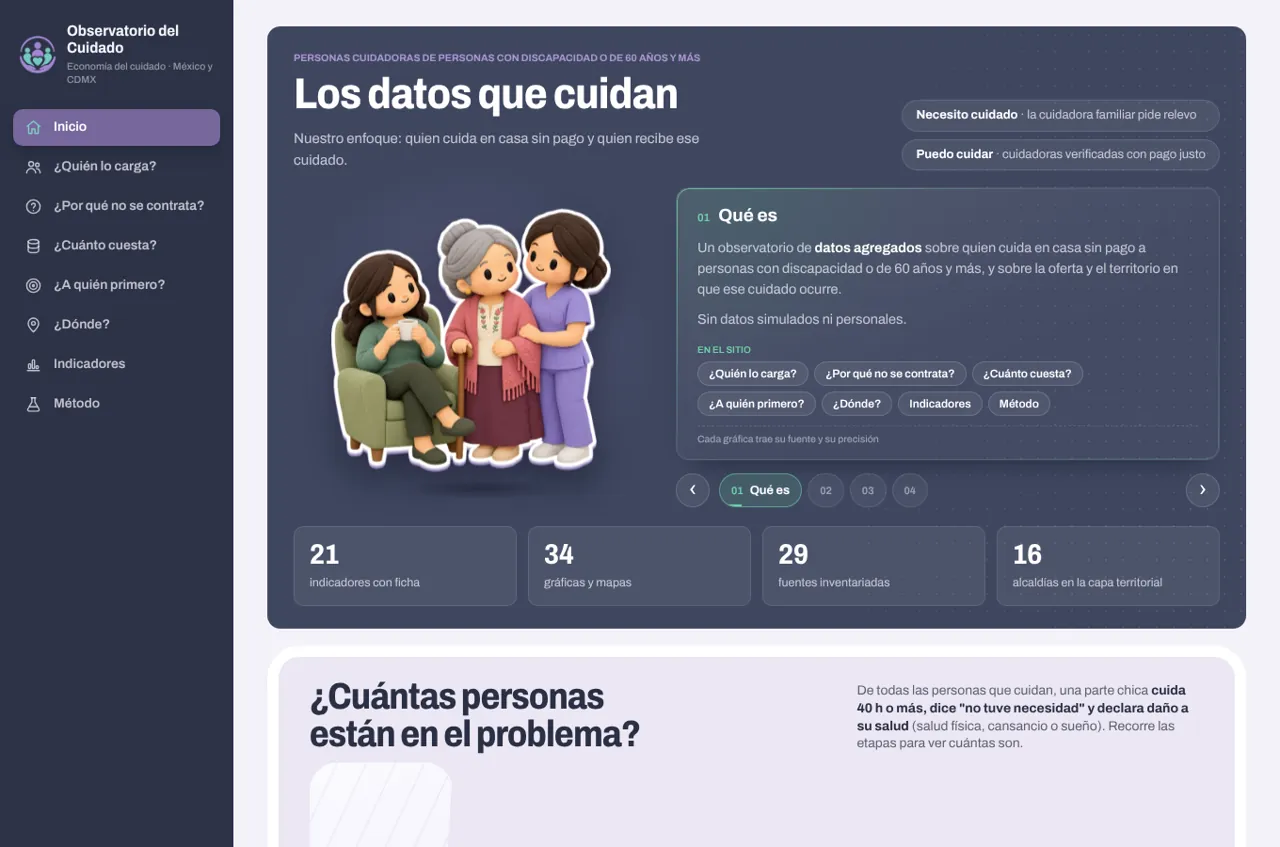 Observatorio del
Cuidado
Economía del cuidado · México y
CDMX
Inicio
¿Quién lo carga?
¿Por qué no se contrata?
¿Cuánto cuesta?
¿A quién primero?
¿Dónde?
Indicadores
Método
PERSONAS CUIDADORAS DE PERSONAS CON DISCAPACIDAD O DE 60 AÑOS Y MÁS
Los datos que cuidan
Nuestro enfoque: quien cuida en casa sin pago y quien recibe ese
cuidado.
Necesito cuidado · la cuidadora familiar pide relevo
Puedo cuidar · cuidadoras verificadas con pago justo
01 Qué es
Un observatorio de datos agregados sobre quien cuida en casa sin pago a
personas con discapacidad o de 60 años y más, y sobre la oferta y el territorio en
que ese cuidado ocurre.
Sin datos simulados ni personales.
EN EL SITIO
¿Quién lo carga? ¿Por qué no se contrata? ¿Cuánto cuesta?
¿A quién primero? ¿Dónde? Indicadores Método
Cada gráfica trae su fuente y su precisión
01 Qué es 02 03 04
21
indicadores con ficha
34
gráficas y mapas
29
fuentes inventariadas
16
alcaldías en la capa territorial
¿Cuántas personas
están en el problema?
De todas las personas que cuidan, una parte chica cuida
40 h o más, dice "no tuve necesidad" y declara daño a
su salud (salud física, cansancio o sueño). Recorre las
etapas para ver cuántas son.